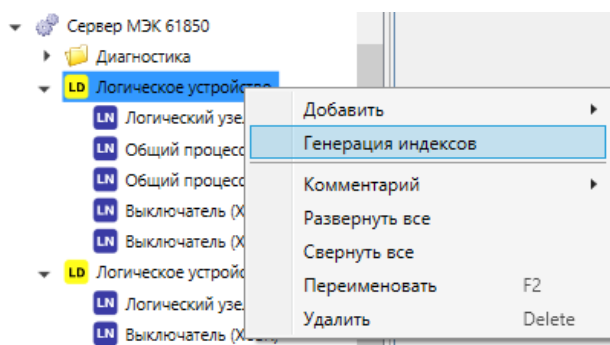 Сервер МЭК 61850
Диагностика
LD Логическое устройство
LN Логический узе
LN Общий процесс
LN Общий процесс
LN Выключатель (X
LN Выключатель (X
LD Логическое устройс
LN Логический узе
LN Выключатель (X
Добавить
Генерация индексов
Комментарий
Развернуть все
Свернуть все
Переименовать F2
Удалить Delete